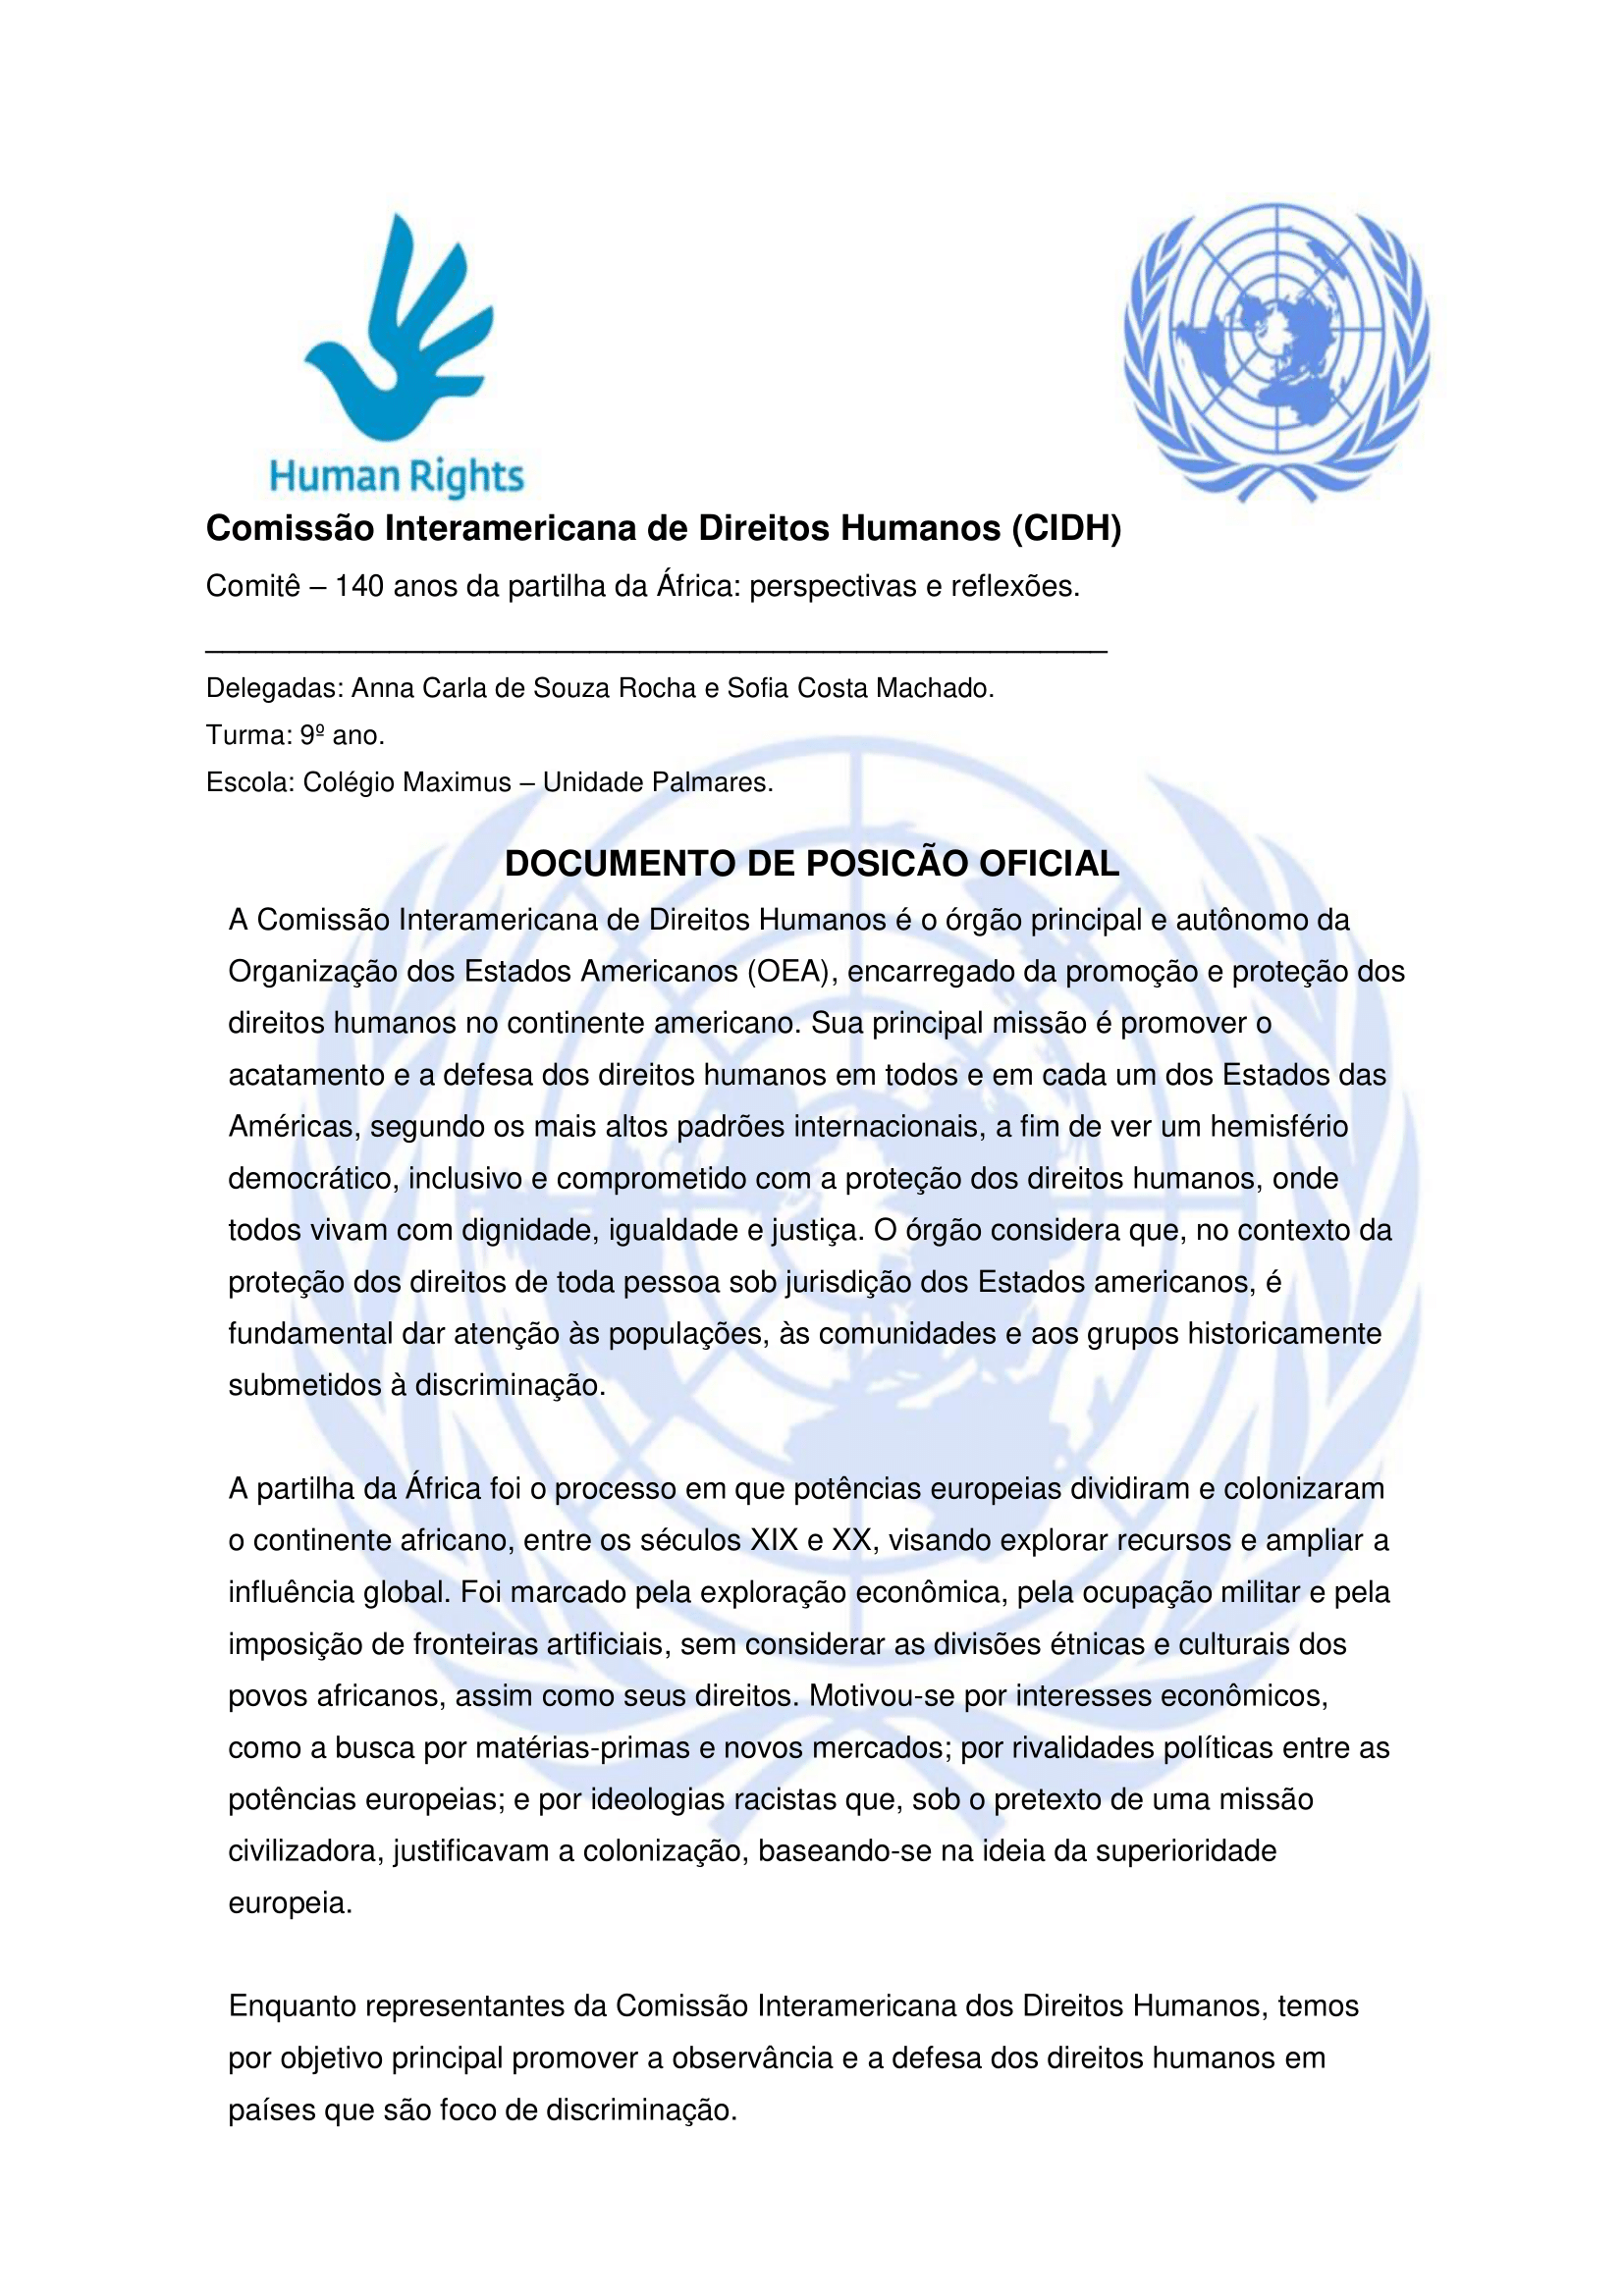 Human Rights
Comissão Interamericana de Direitos Humanos (CIDH)
Comitê – 140 anos da partilha da África: perspectivas e reflexões.
Delegadas: Anna Carla de Souza Rocha e Sofia Costa Machado.
Turma: 9º ano.
Escola: Colégio Maximus – Unidade Palmares.
DOCUMENTO DE POSICÃO OFICIAL
A Comissão Interamericana de Direitos Humanos é o órgão principal e autônomo da
Organização dos Estados Americanos (OEA), encarregado da promoção e proteção dos
direitos humanos no continente americano. Sua principal missão é promover o
acatamento e a defesa dos direitos humanos em todos e em cada um dos Estados das
Américas, segundo os mais altos padrões internacionais, a fim de ver um hemisfério
democrático, inclusivo e comprometido com a proteção dos direitos humanos, onde
todos vivam com dignidade, igualdade e justiça. O órgão considera que, no contexto da
proteção dos direitos de toda pessoa sob jurisdição dos Estados americanos, é
fundamental dar atenção às populações, às comunidades e aos grupos historicamente
submetidos à discriminação.
A partilha da África foi o processo em que potências europeias dividiram e colonizaram
o continente africano, entre os séculos XIX e XX, visando explorar recursos e ampliar a
influência global. Foi marcado pela exploração econômica, pela ocupação militar e pela
imposição de fronteiras artificiais, sem considerar as divisões étnicas e culturais dos
povos africanos, assim como seus direitos. Motivou-se por interesses econômicos,
como a busca por matérias-primas e novos mercados; por rivalidades políticas entre as
potências europeias; e por ideologias racistas que, sob o pretexto de uma missão
civilizadora, justificavam a colonização, baseando-se na ideia da superioridade
europeia.
Enquanto representantes da Comissão Interamericana dos Direitos Humanos, temos
por objetivo principal promover a observância e a defesa dos direitos humanos em
países que são foco de discriminação.